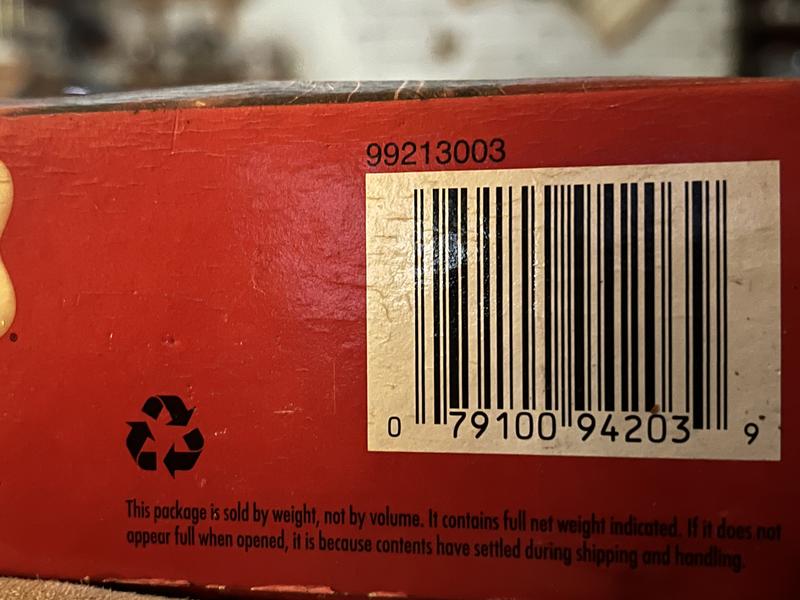 99213003
0 79100 94203 9
This package is sold by weight, not by volume. It contains full net weight indicated. If it does not
appear full when opened, it is because contents have settled during shipping and handling.